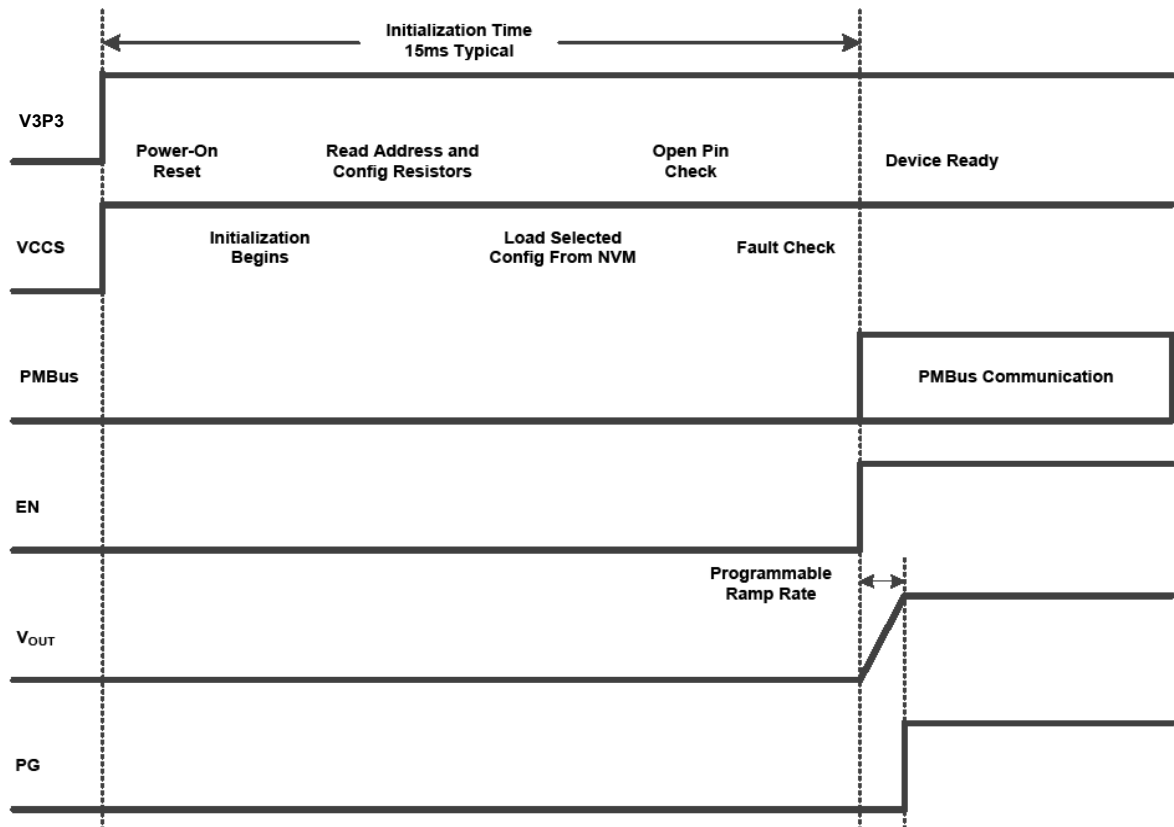 Initialization Time
15ms Typical
V3P3
Power-On
Reset
Read Address and
Config Resistors
Open Pin
Check
Device Ready
VCCS
Initialization
Begins
Load Selected
Config From NVM
Fault Check
PMBus
PMBus Communication
EN
Programmable
Ramp Rate
VOUT
PG